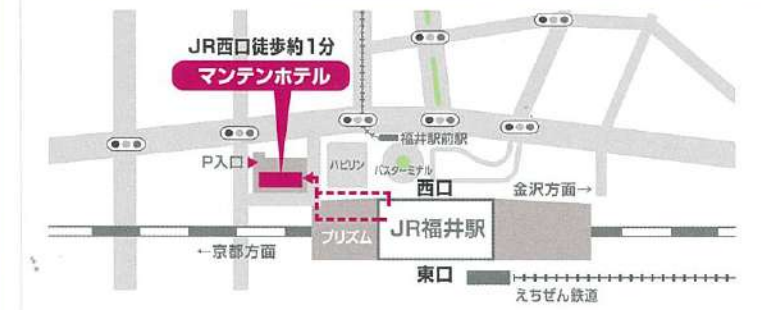 JR西口徒歩約1分
マンテンホテル
福井駅前駅
P入口
ハピリン
バスターミナル
西口
金沢方面→
プリズム
JR福井駅
←京都方面
東口
えちぜん鉄道